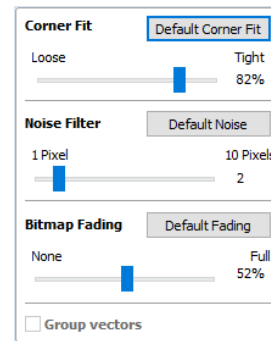 Corner Fit Default Corner Fit
Loose Tight
82%
Noise Filter Default Noise
1 Pixel 10 Pixels
2
Bitmap Fading Default Fading
None Full
52%
Group vectors